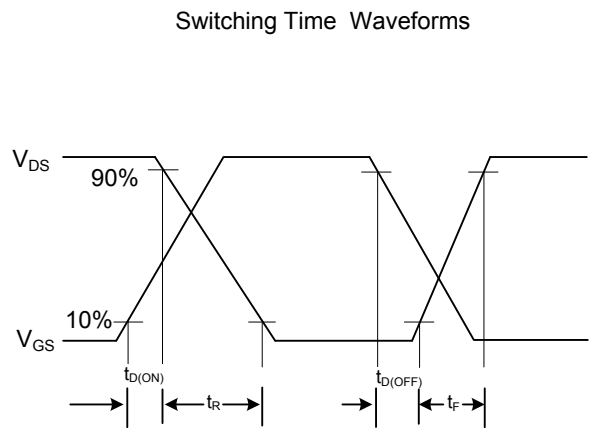 Switching Time Waveforms
VDS
90%
10%
VGS
tD(ON)
tR
tD(OFF)
tF